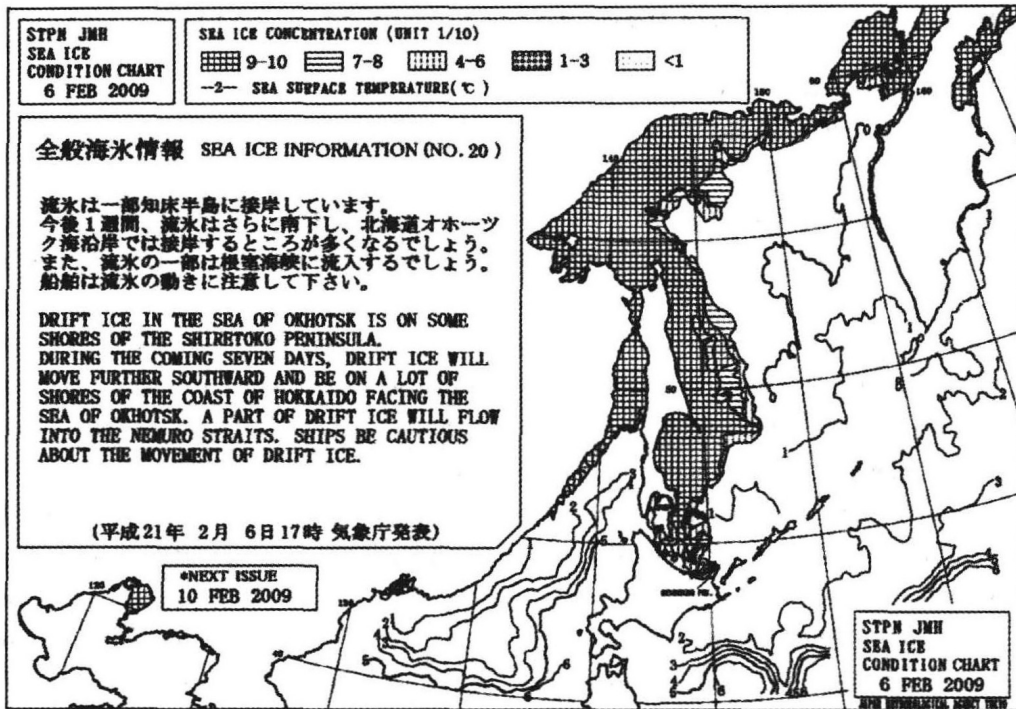 STPN JMH
SEA ICE
CONDITION CHART
6 FEB 2009
SEA ICE CONCENTRATION (UNIT 1/10)
9-10 7-8 4-6 1-3 <1
--2-- SEA SURFACE TEMPERATURE(℃)
全般海氷情報 SEA ICE INFORMATION (NO. 20)
流氷は一部知床半島に接岸しています。
今後1週間、流氷はさらに南下し、北海道オホーツ
ク海沿岸では接岸するところが多くなるでしょう。
また、流氷の一部は根室海峡に流入するでしょう。
船舶は流氷の動きに注意して下さい。
DRIFT ICE IN THE SEA OF OKHOTSK IS ON SOME
SHORES OF THE SHIRETOKO PENINSULA.
DURING THE COMING SEVEN DAYS, DRIFT ICE WILL
MOVE FURTHER SOUTHWARD AND BE ON A LOT OF
SHORES OF THE COAST OF HOKKAIDO FACING THE
SEA OF OKHOTSK. A PART OF DRIFT ICE WILL FLOW
INTO THE NEMURO STRAITS. SHIPS BE CAUTIOUS
ABOUT THE MOVEMENT OF DRIFT ICE.
(平成21年 2月 6日17時 気象庁発表)
*NEXT ISSUE
10 FEB 2009
STPN JMH
SEA ICE
CONDITION CHART
6 FEB 2009
JAPAN METEOROLOGICAL AGENCY TOKYO